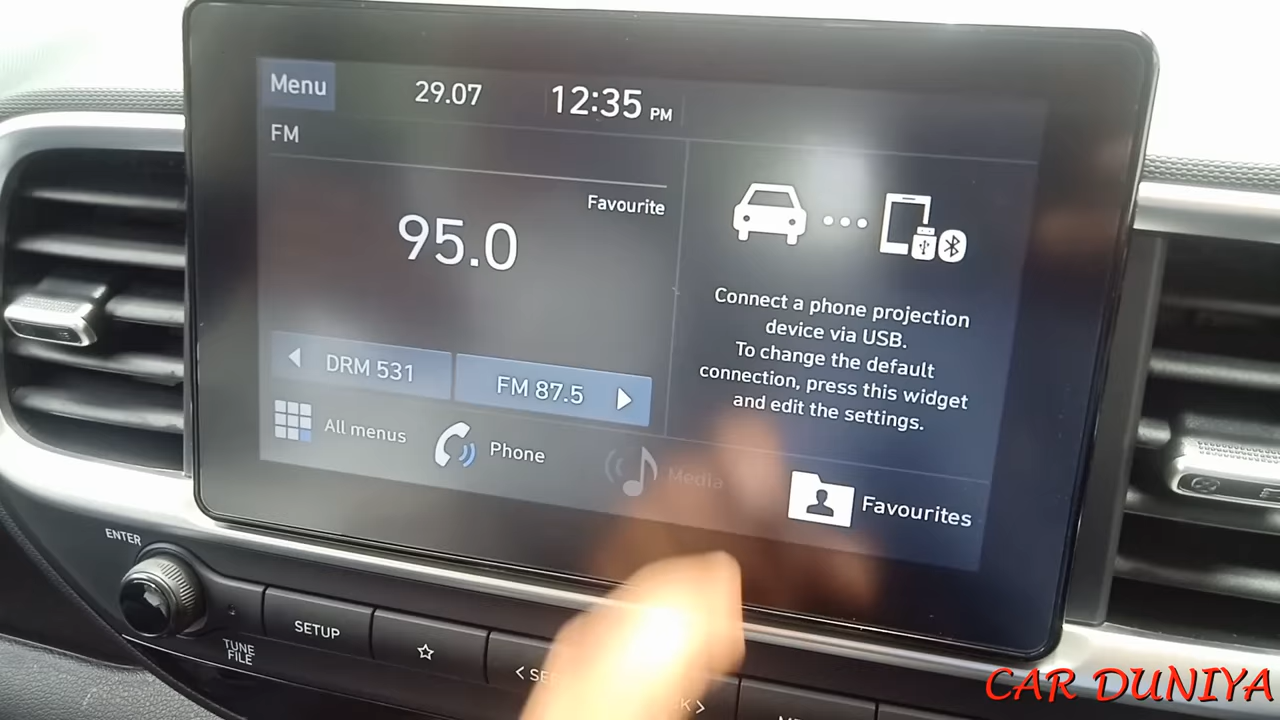 Menu
29.07
12:35 PM
FM
Favourite
95.0
DRM 531
FM 87.5
Connect a phone projection
device via USB.
To change the default
connection, press this widget
and edit the settings.
All menus
Phone
Media
Favourites
ENTER
TUNE
FILE
SETUP
CAR DUNIYA